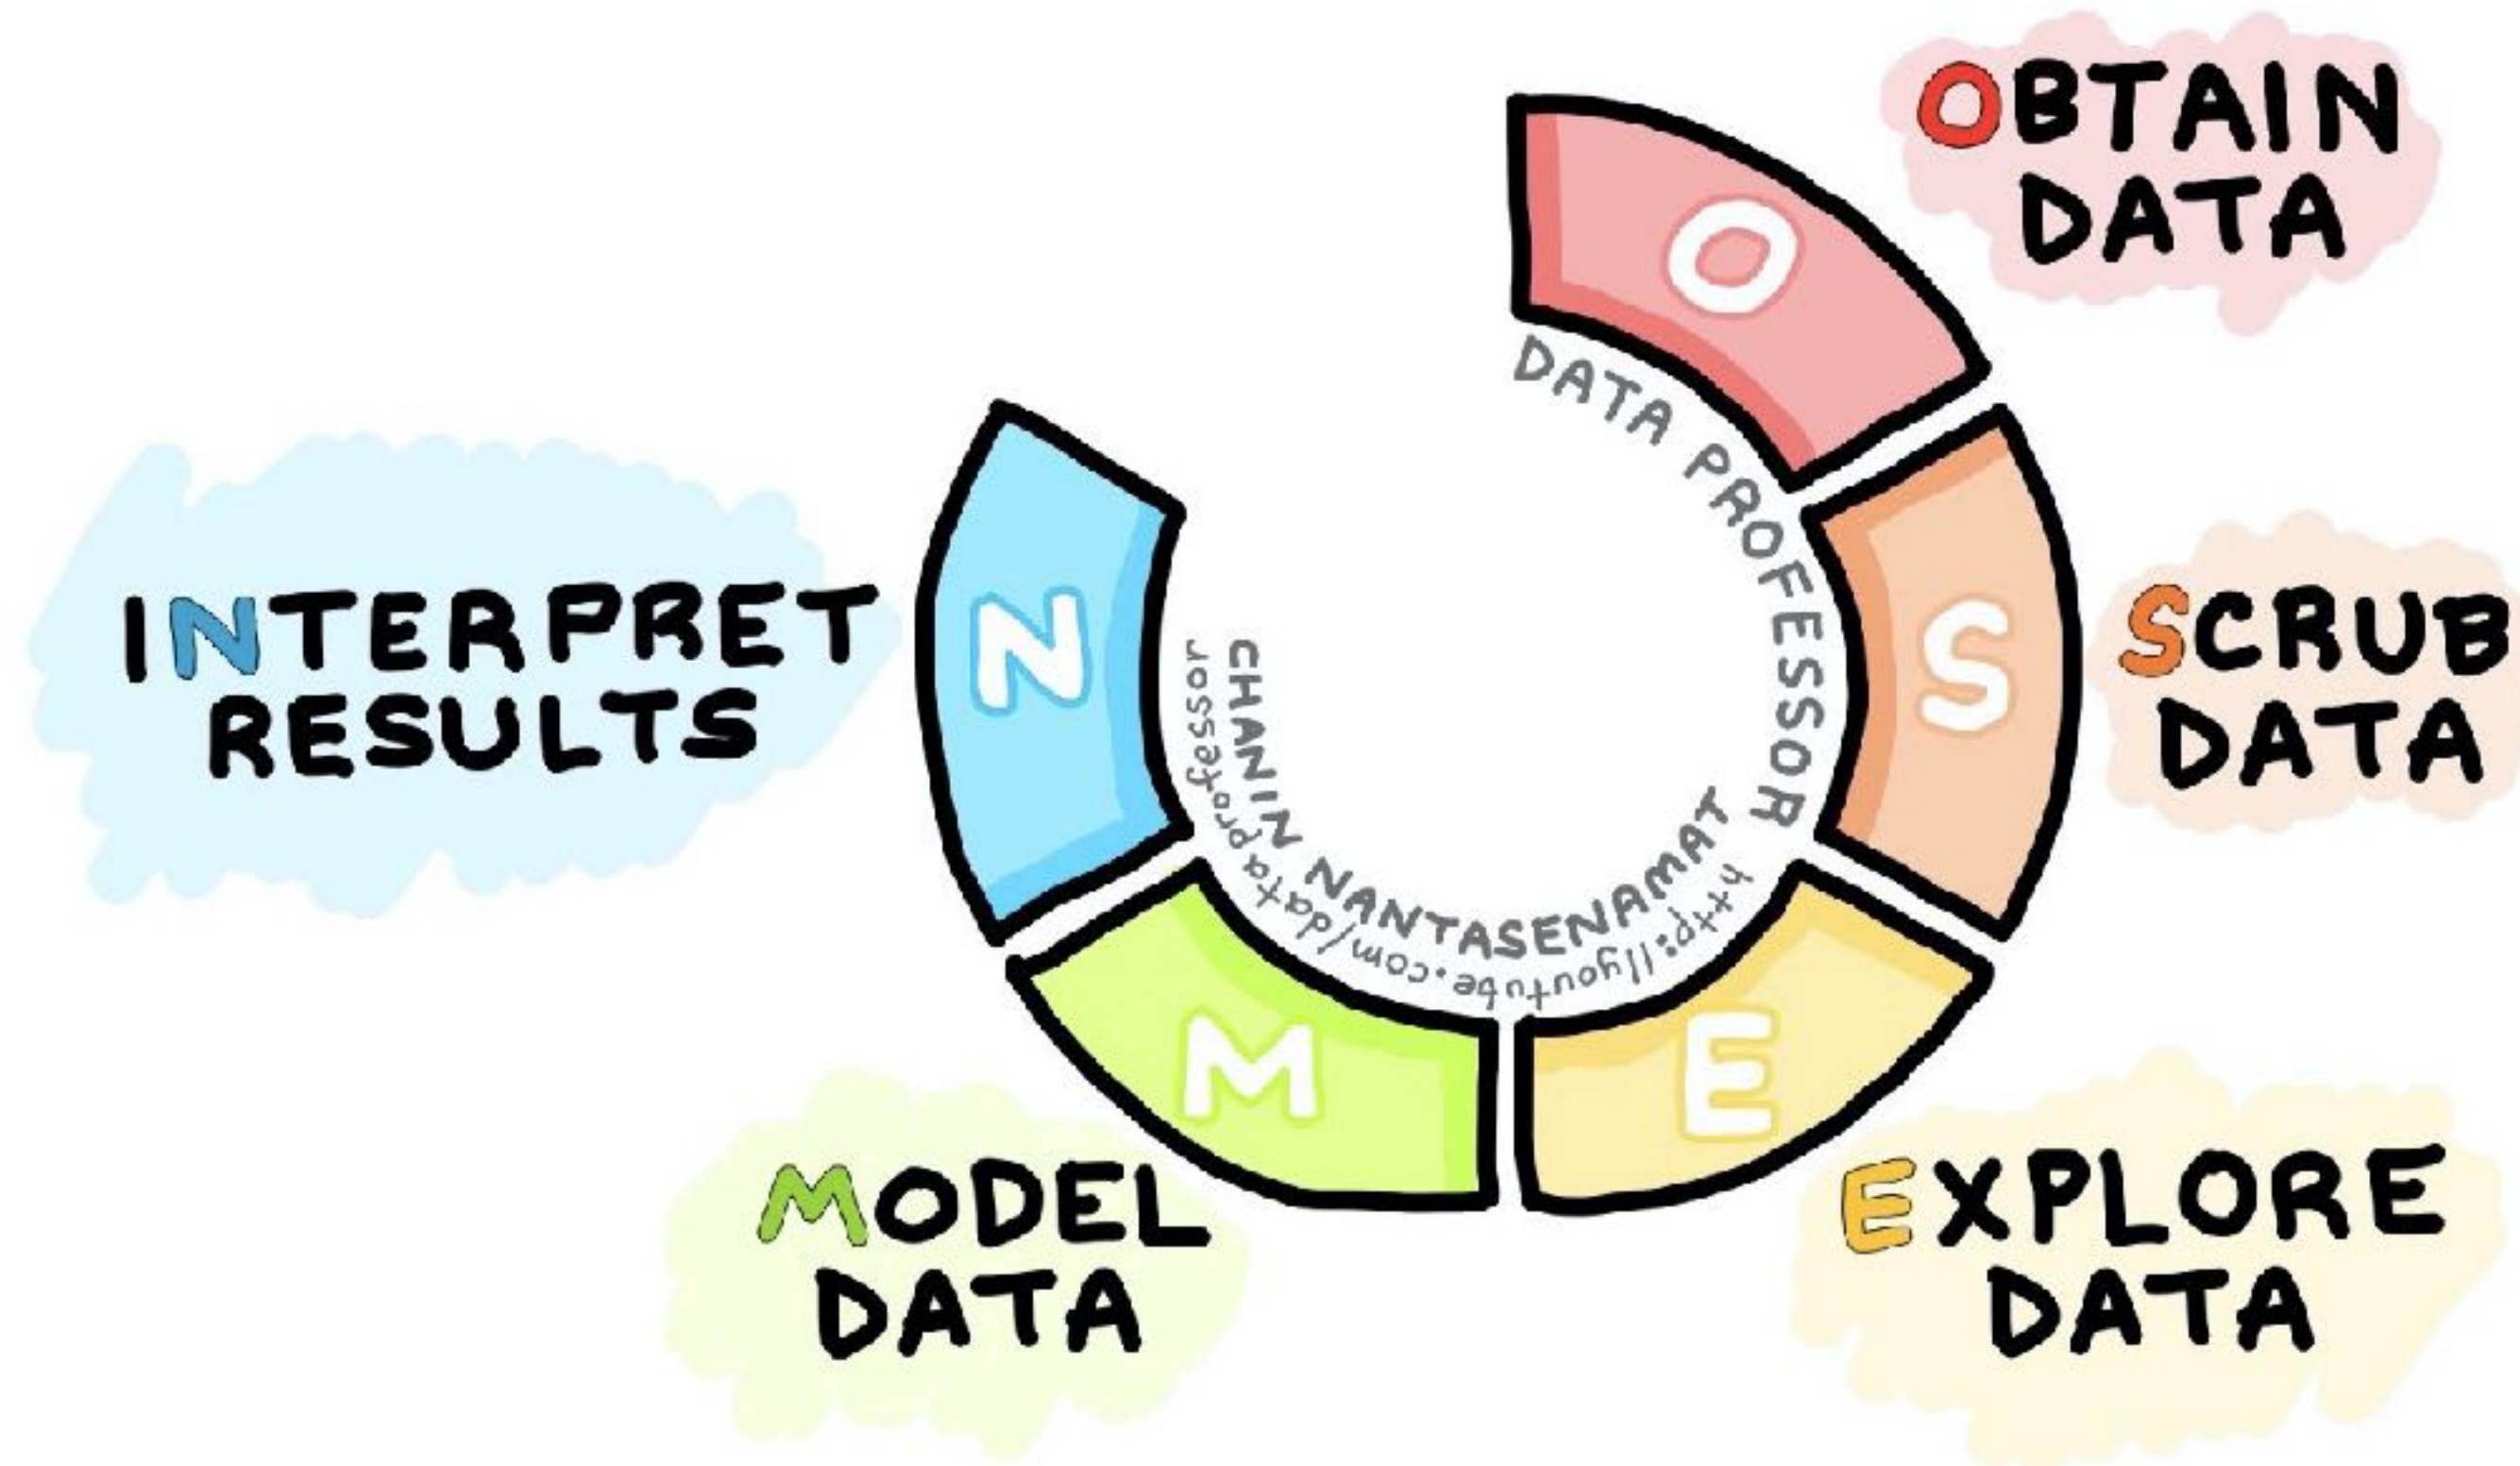 OBTAIN
DATA
O
DATA PROFESSOR
S
SCRUB
DATA
E
EXPLORE
DATA
M
MODEL
DATA
N
INTERPRET
RESULTS
CHANIN NANTASENAMAT
http://youtube.com/dataprofessor